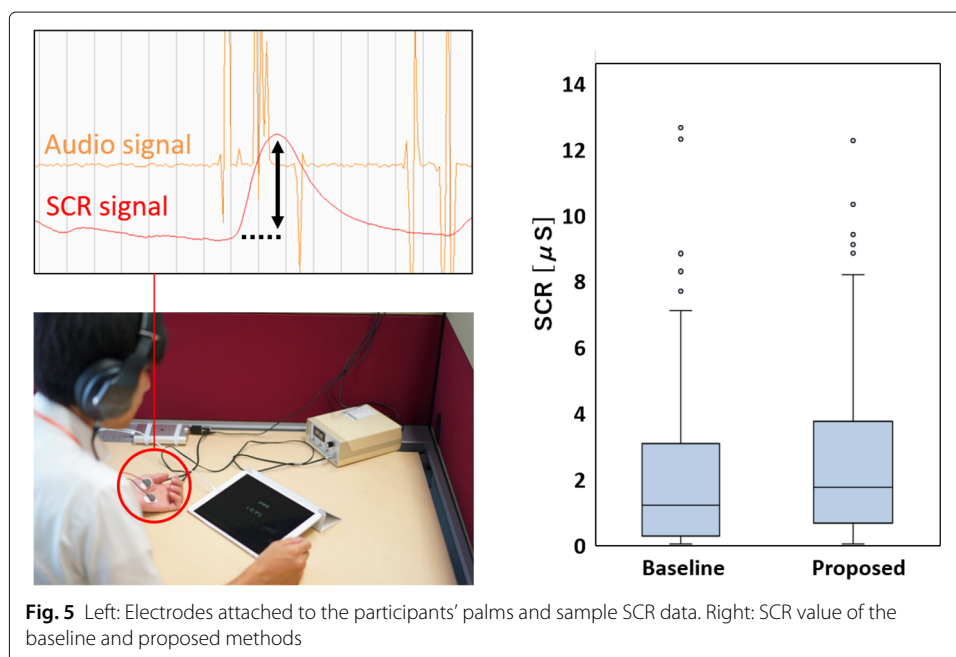 Audio signal
SCR signal
SCR [μS]
14
12
10
8
6
4
2
0
Baseline Proposed
Fig. 5 Left: Electrodes attached to the participants’ palms and sample SCR data. Right: SCR value of the
baseline and proposed methods